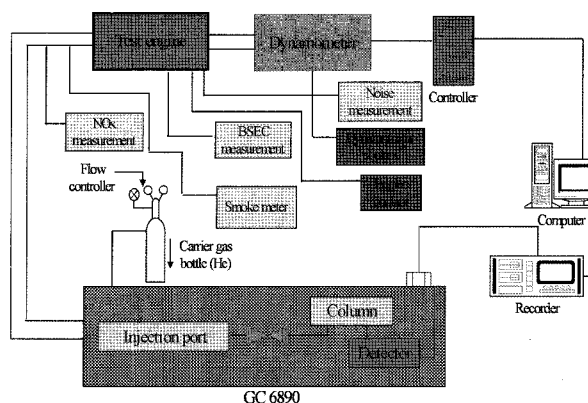 Test engine
Dynamometer
Controller
Noise
measurement
NOx
measurement
BSEC
measurement
Flow
controller
Smoke meter
Computer
Carrier gas
bottle (He)
Column
Injection port
Detector
Recorder
GC 6890